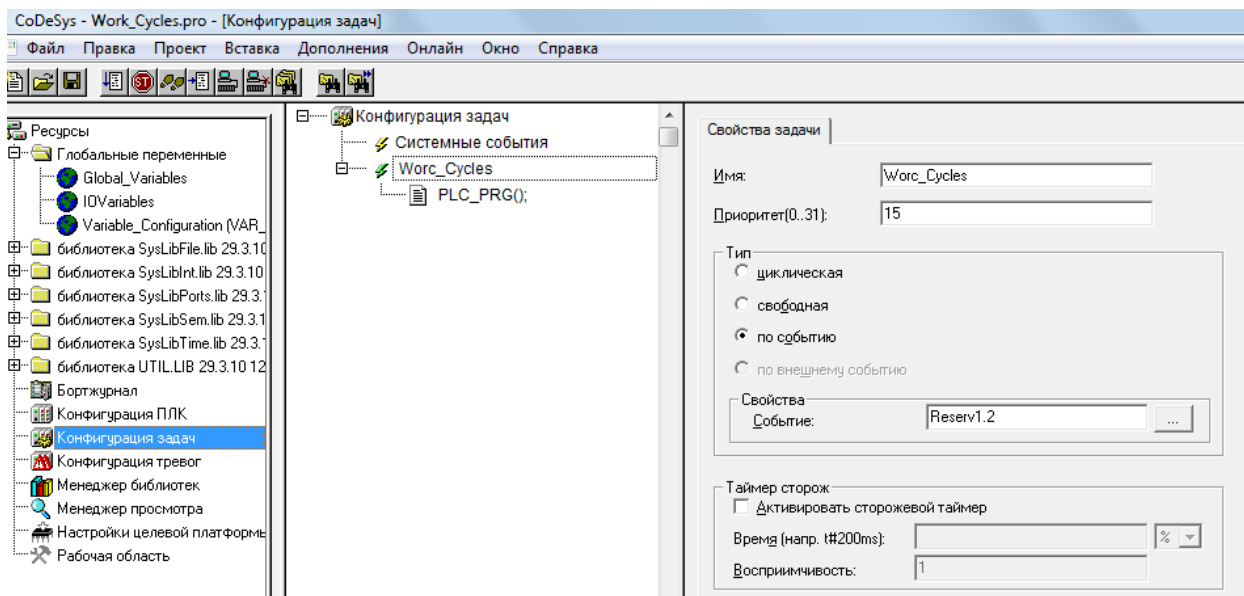 CoDeSys - Work_Cycles.pro - [Конфигурация задач]
Файл Правка Проект Вставка Дополнения Онлайн Окно Справка
Ресурсы
Глобальные переменные
Global_Variables
IOVariables
Variable_Configuration (VAR_
библиотека SysLibFile.lib 29.3.10
библиотека SysLibInt.lib 29.3.10
библиотека SysLibPorts.lib 29.3.1
библиотека SysLibSem.lib 29.3.1
библиотека SysLibTime.lib 29.3.1
библиотека UTIL.LIB 29.3.10 12
Бортжурнал
Конфигурация ПЛК
Конфигурация задач
Конфигурация тревог
Менеджер библиотек
Менеджер просмотра
Настройки целевой платформы
Рабочая область
Конфигурация задач
Системные события
Worc_Cycles
PLC_PRG();
Свойства задачи
Имя: Worc_Cycles
Приоритет(0..31): 15
Тип
циклическая
свободная
по событию
по внешнему событию
Свойства
Событие: Reserv1.2 ...
Таймер сторож
Активировать сторожевой таймер
Время (напр. t#200ms): %
Восприимчивость: 1